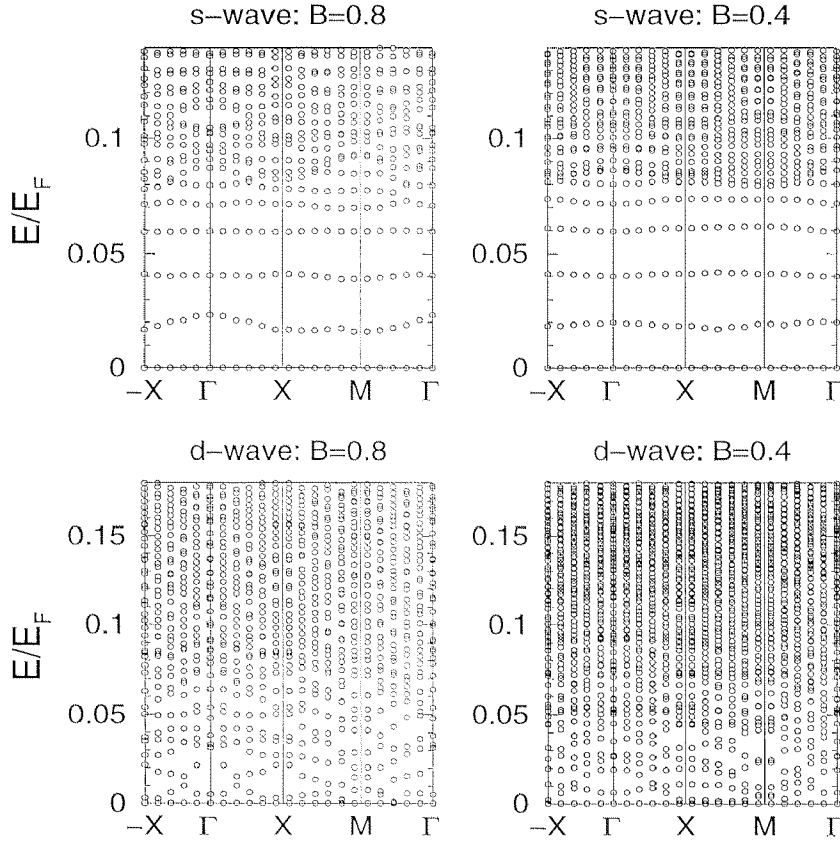 s-wave: B=0.8
s-wave: B=0.4
E/E_F
0.1
0.05
0
-X Γ X M Γ
0.1
0.05
0
-X Γ X M Γ
d-wave: B=0.8
d-wave: B=0.4
E/E_F
0.15
0.1
0.05
0
-X Γ X M Γ
0.15
0.1
0.05
0
-X Γ X M Γ